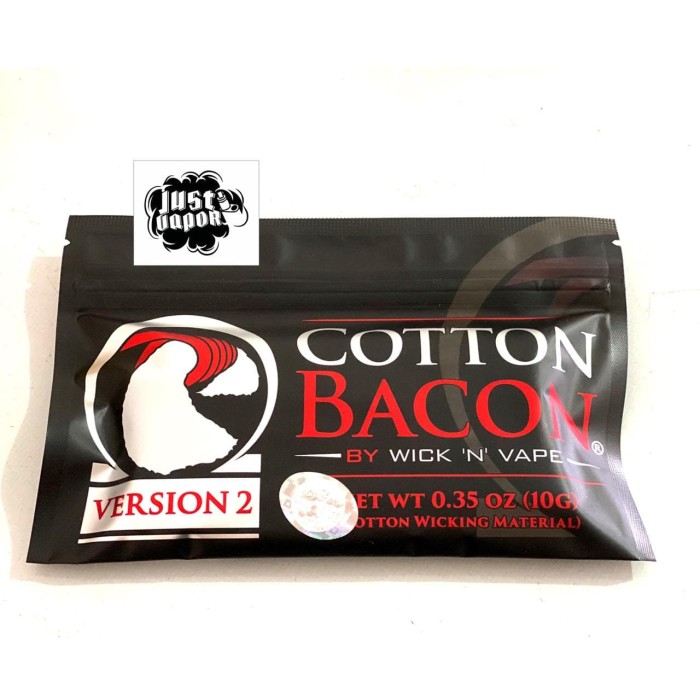 Just
vapor
COTTON
BACON®
BY WICK 'N' VAPE
VERSION 2
ET WT 0.35 OZ (10G)
OTTON WICKING MATERIAL)